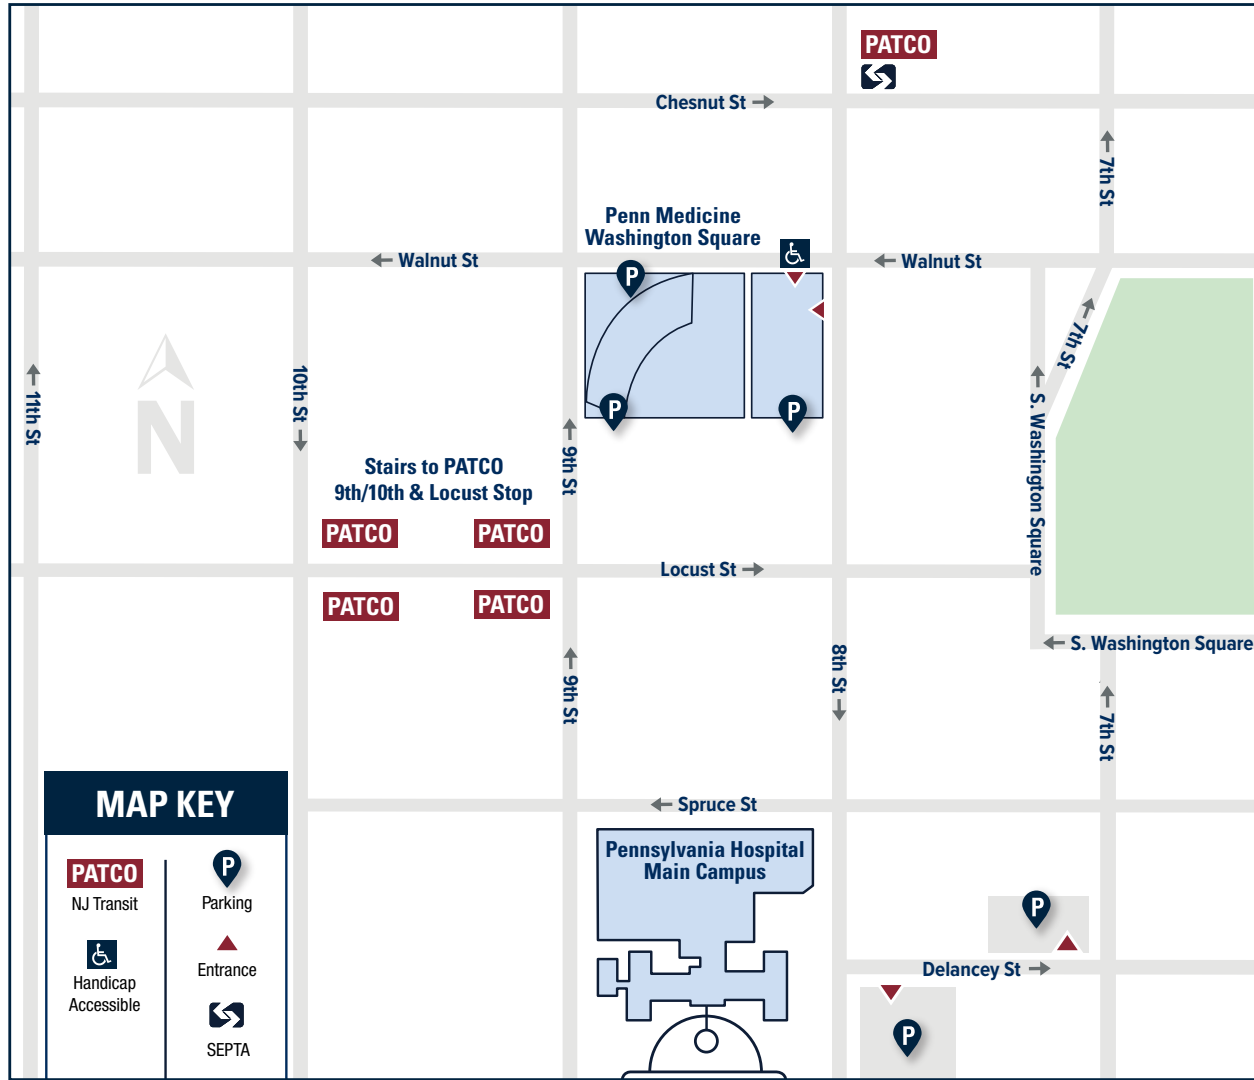 PATCO
Chesnut St
7th St
Penn Medicine
Washington Square
Walnut St
Walnut St
P
7th St
N
11th St
10th St
P
P
9th St
S. Washington Square
Stairs to PATCO
9th/10th & Locust Stop
PATCO
PATCO
Locust St
PATCO
PATCO
S. Washington Square
9th St
8th St
7th St
Spruce St
Pennsylvania Hospital
Main Campus
P
Delancey St
P
MAP KEY
PATCO
NJ Transit
Handicap
Accessible
P
Parking
Entrance
SEPTA